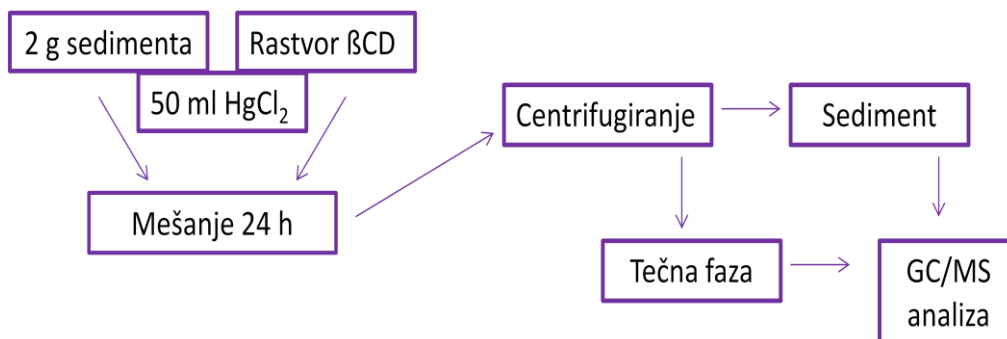 2 g sedimenta
Rastvor ßCD
50 ml HgCl₂
Mešanje 24 h
Centrifugiranje
Sediment
Tečna faza
GC/MS
analiza